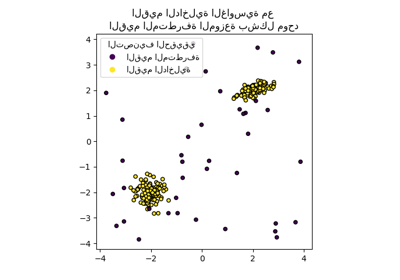 القيم الداخلية الغاوسية مع
القيم المتطرفة الموزعة بشكل موحد
التصنيف الحقيقي
القيم المتطرفة
القيم الداخلية
4
3
2
1
0
−1
−2
−3
−4
−4 −2 0 2 4